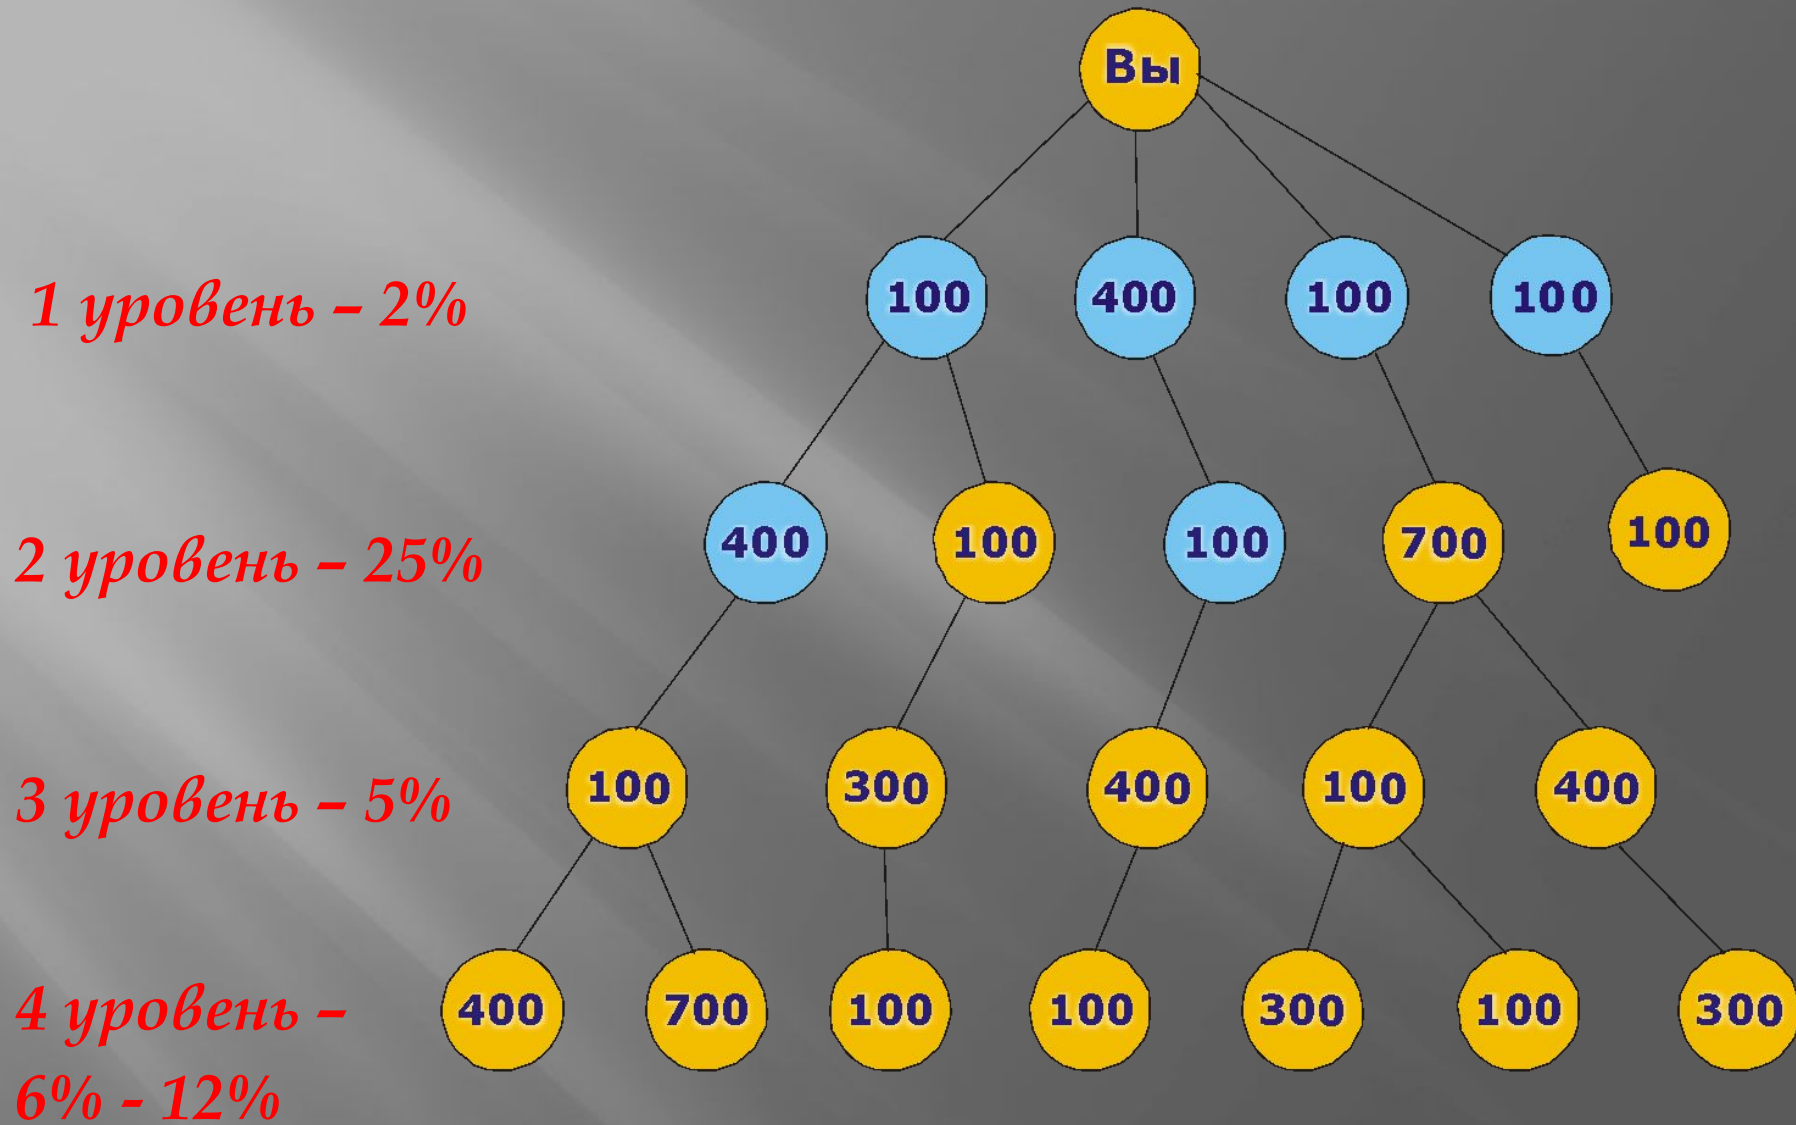 Вы
1 уровень – 2%
100 400 100 100
2 уровень – 25%
400 100 100 700 100
3 уровень – 5%
100 300 400 100 400
4 уровень –
6% - 12%
400 700 100 100 300 100 300